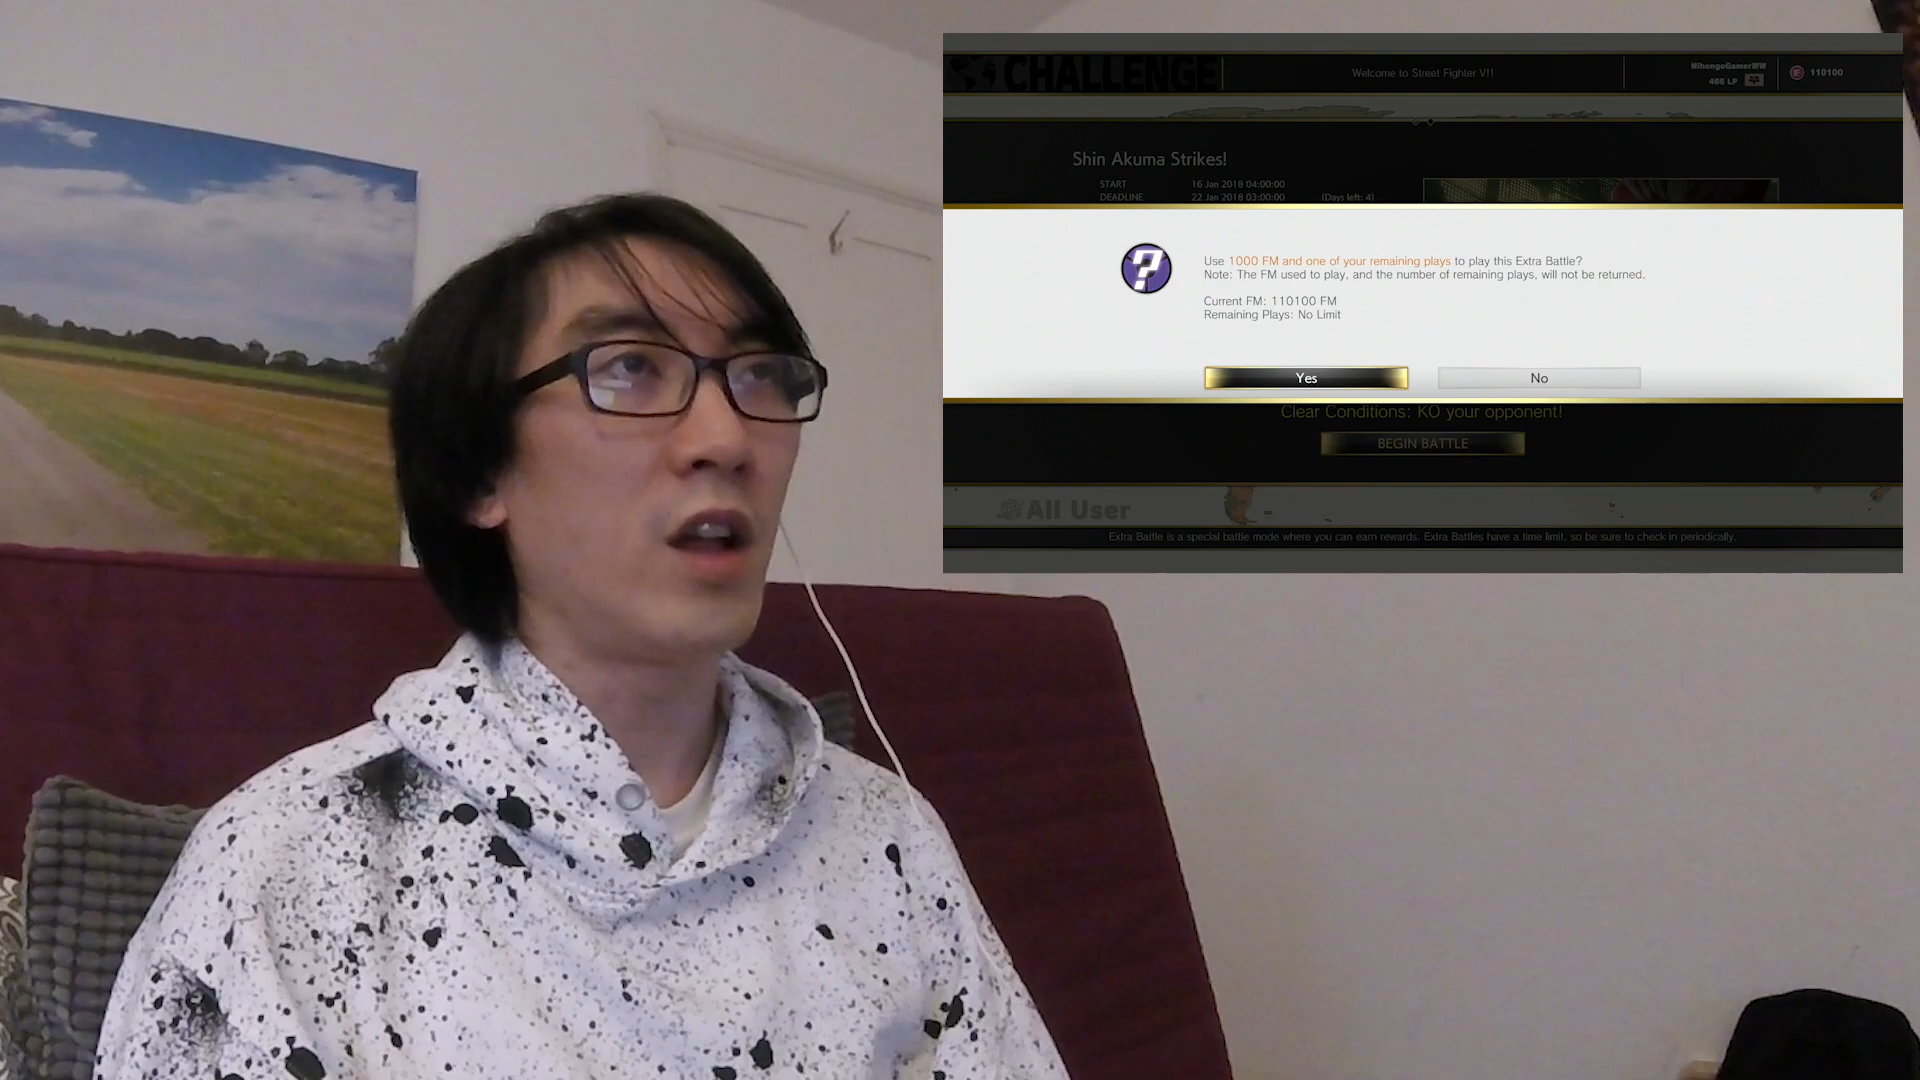 CHALLENGE
Welcome to Street Fighter V!!
NihongoGamerWW
466 LP
110100
Shin Akuma Strikes!
START 16 Jan 2018 04:00:00
DEADLINE 22 Jan 2018 03:00:00 (Days left: 4)
Use 1000 FM and one of your remaining plays to play this Extra Battle?
Note: The FM used to play, and the number of remaining plays, will not be returned.
Current FM: 110100 FM
Remaining Plays: No Limit
Yes No
Clear Conditions: KO your opponent!
BEGIN BATTLE
All User
Extra Battle is a special battle mode where you can earn rewards. Extra Battles have a time limit, so be sure to check in periodically.